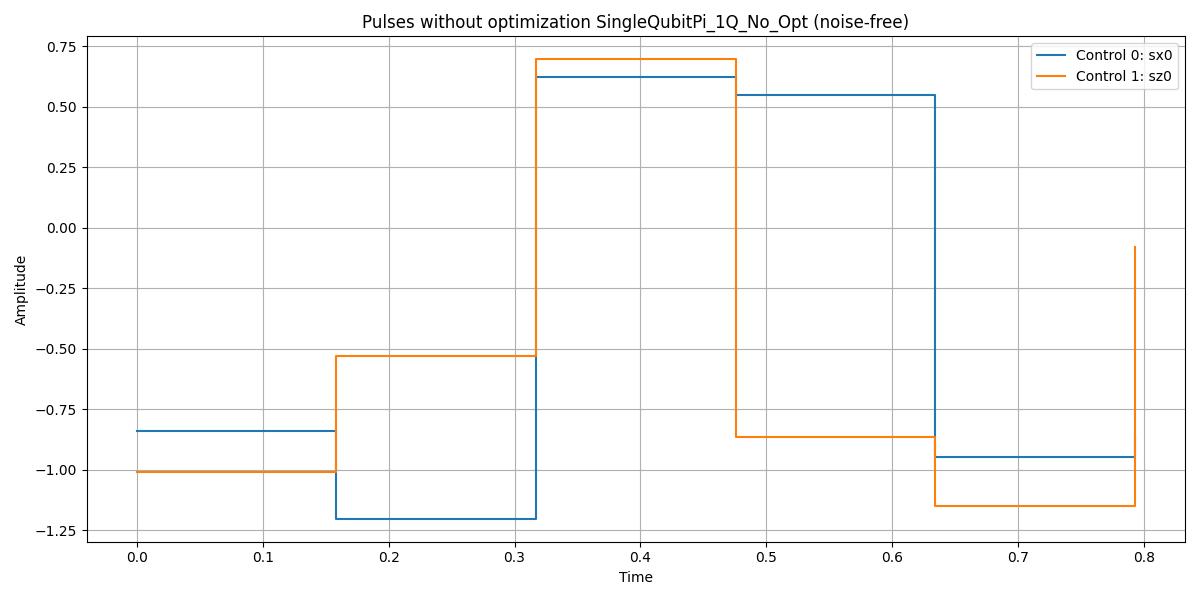 Pulses without optimization SingleQubitPi_1Q_No_Opt (noise-free)
Control 0: sx0
Control 1: sz0
Amplitude
0.75
0.50
0.25
0.00
−0.25
−0.50
−0.75
−1.00
−1.25
0.0 0.1 0.2 0.3 0.4 0.5 0.6 0.7 0.8
Time